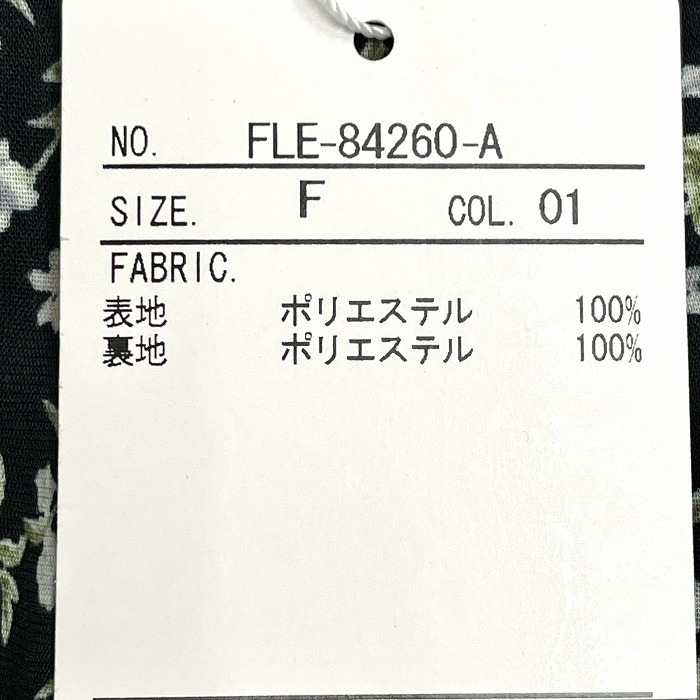 NO. FLE-84260-A
SIZE. F COL. 01
FABRIC.
表地 ポリエステル 100%
裏地 ポリエステル 100%